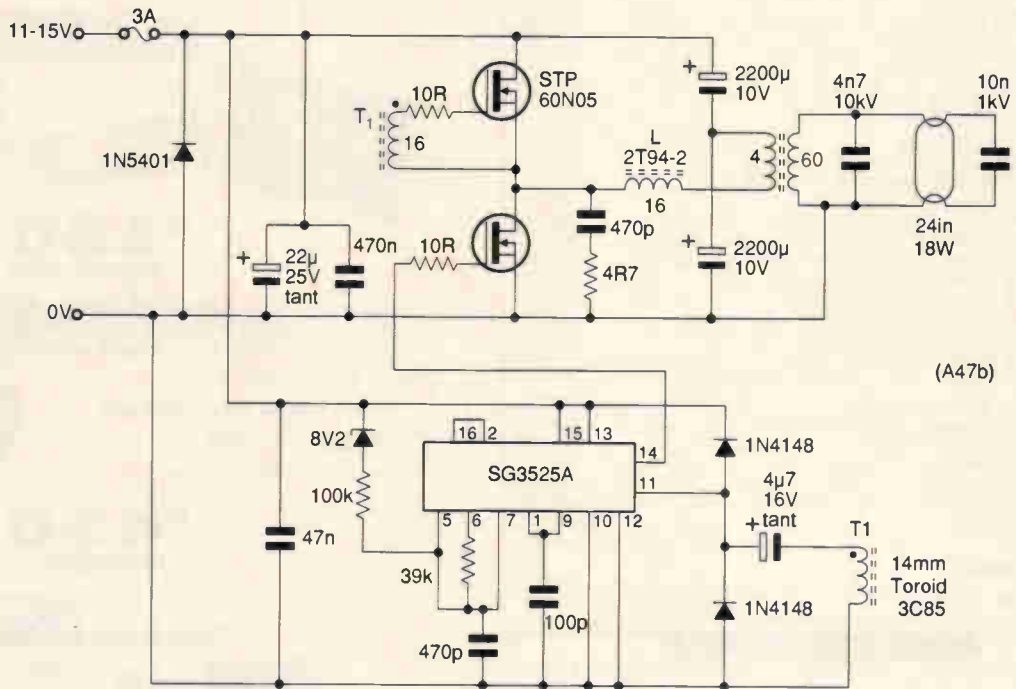 3A
11-15V
STP
60N05
10R
T1
16
1N5401
2200µ
10V
4n7
10kV
10n
1kV
L
2T94-2
16
4
60
470n
10R
470p
22µ
25V
tant
4R7
2200µ
10V
24in
18W
0V
(A47b)
8V2
16 2
15 13
14
1N4148
SG3525A
11
4µ7
16V
tant
100k
5 6 7 1 9 10 12
T1
47n
39k
14mm
Toroid
3C85
1N4148
100p
470p